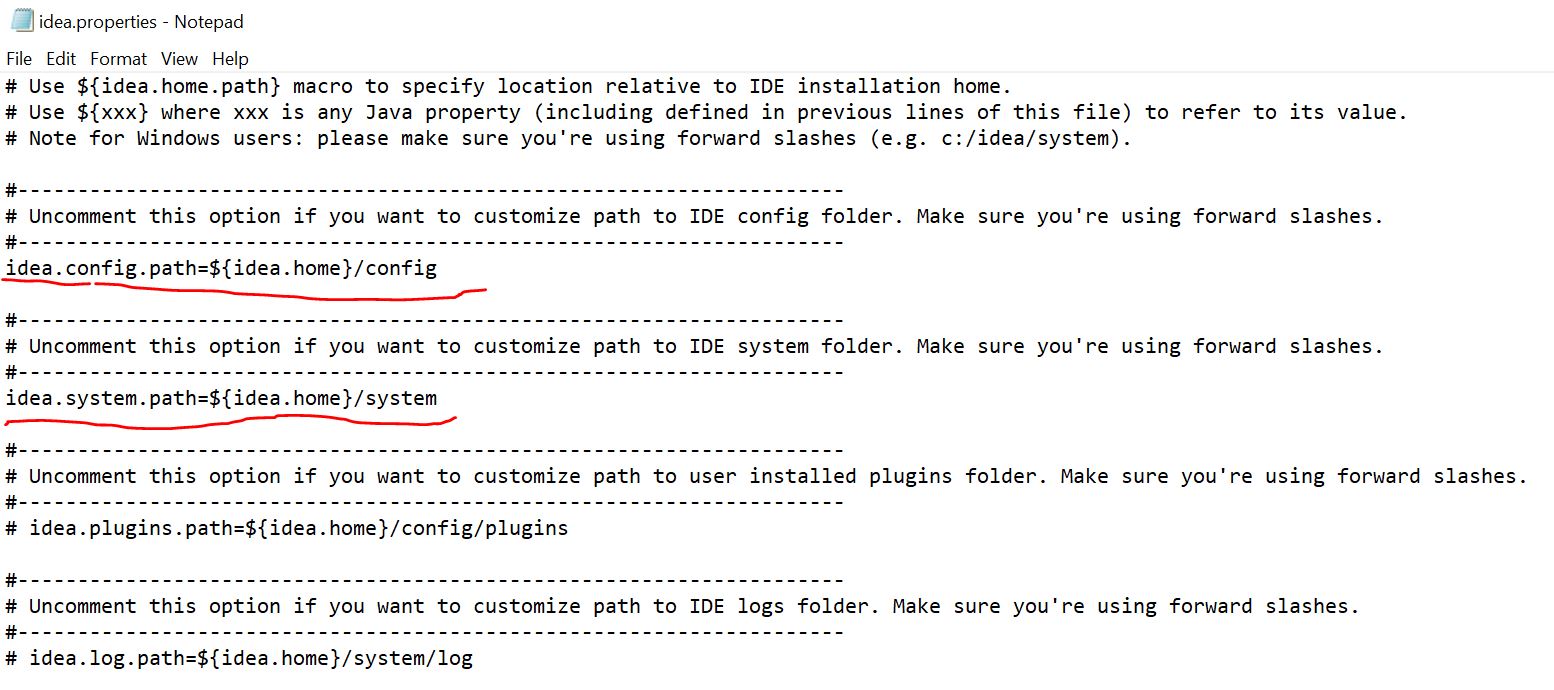 idea.properties - Notepad
File Edit Format View Help
# Use ${idea.home.path} macro to specify location relative to IDE installation home.
# Use ${xxx} where xxx is any Java property (including defined in previous lines of this file) to refer to its value.
# Note for Windows users: please make sure you're using forward slashes (e.g. c:/idea/system).
#---------------------------------------------------------------------
# Uncomment this option if you want to customize path to IDE config folder. Make sure you're using forward slashes.
#---------------------------------------------------------------------
idea.config.path=${idea.home}/config
#---------------------------------------------------------------------
# Uncomment this option if you want to customize path to IDE system folder. Make sure you're using forward slashes.
#---------------------------------------------------------------------
idea.system.path=${idea.home}/system
#---------------------------------------------------------------------
# Uncomment this option if you want to customize path to user installed plugins folder. Make sure you're using forward slashes.
#---------------------------------------------------------------------
# idea.plugins.path=${idea.home}/config/plugins
#---------------------------------------------------------------------
# Uncomment this option if you want to customize path to IDE logs folder. Make sure you're using forward slashes.
#---------------------------------------------------------------------
# idea.log.path=${idea.home}/system/log